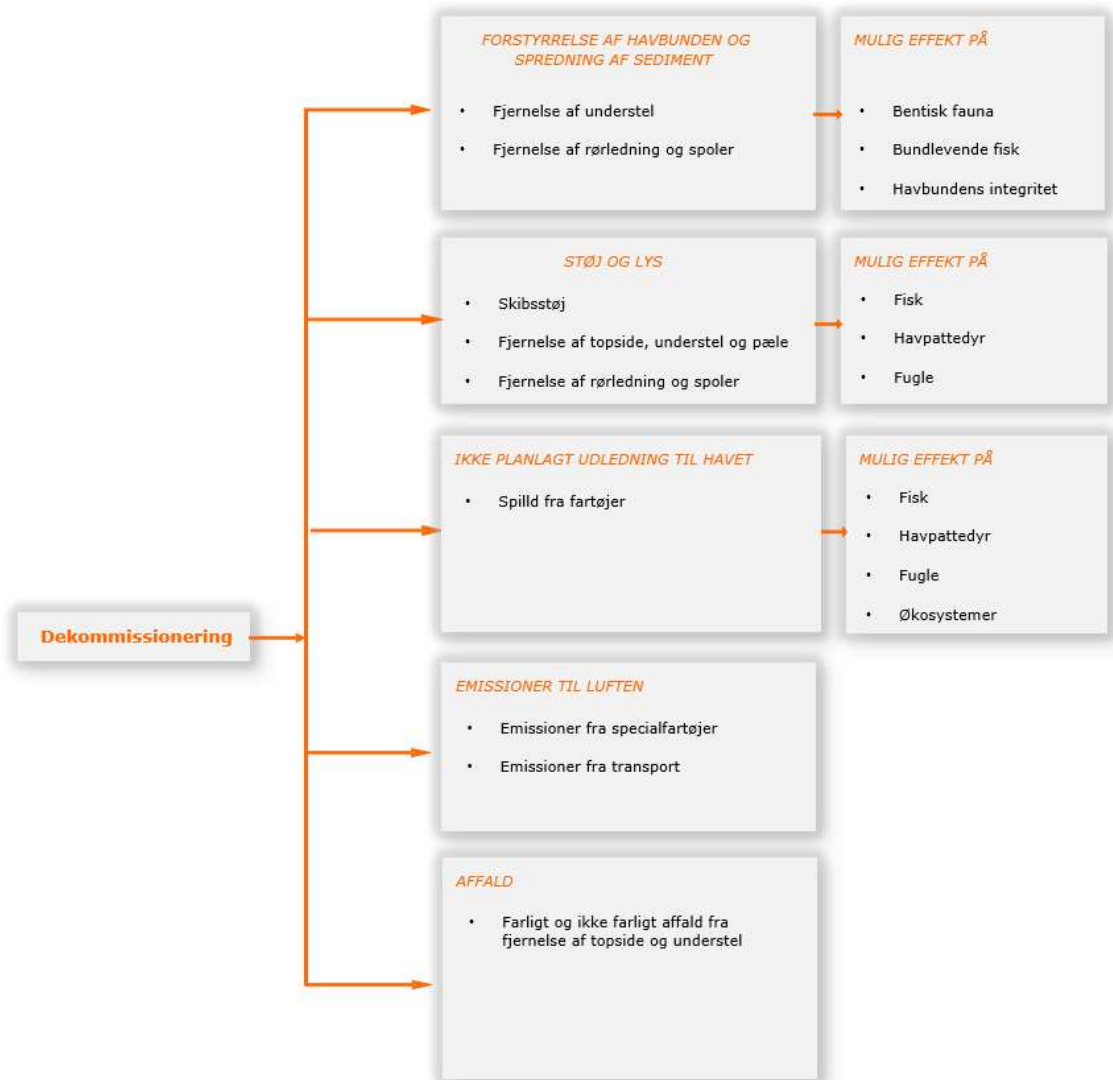 FORSTYRRELSE AF HAVBUNDEN OG
SPREDNING AF SEDIMENT
• Fjernelse af understel
• Fjernelse af rørledning og spoler
MULIG EFFEKT PÅ
• Bentisk fauna
• Bundlevende fisk
• Havbundens integritet
STØJ OG LYS
• Skibsstøj
• Fjernelse af topside, understel og pæle
• Fjernelse af rørledning og spoler
MULIG EFFEKT PÅ
• Fisk
• Havpattedyr
• Fugle
IKKE PLANLAGT UDLEDNING TIL HAVET
• Spilld fra fartøjer
MULIG EFFEKT PÅ
• Fisk
• Havpattedyr
• Fugle
• Økosystemer
Dekommissionering
EMISSIONER TIL LUFTEN
• Emissioner fra specialfartøjer
• Emissioner fra transport
AFFALD
• Farligt og ikke farligt affald fra
fjernelse af topside og understel